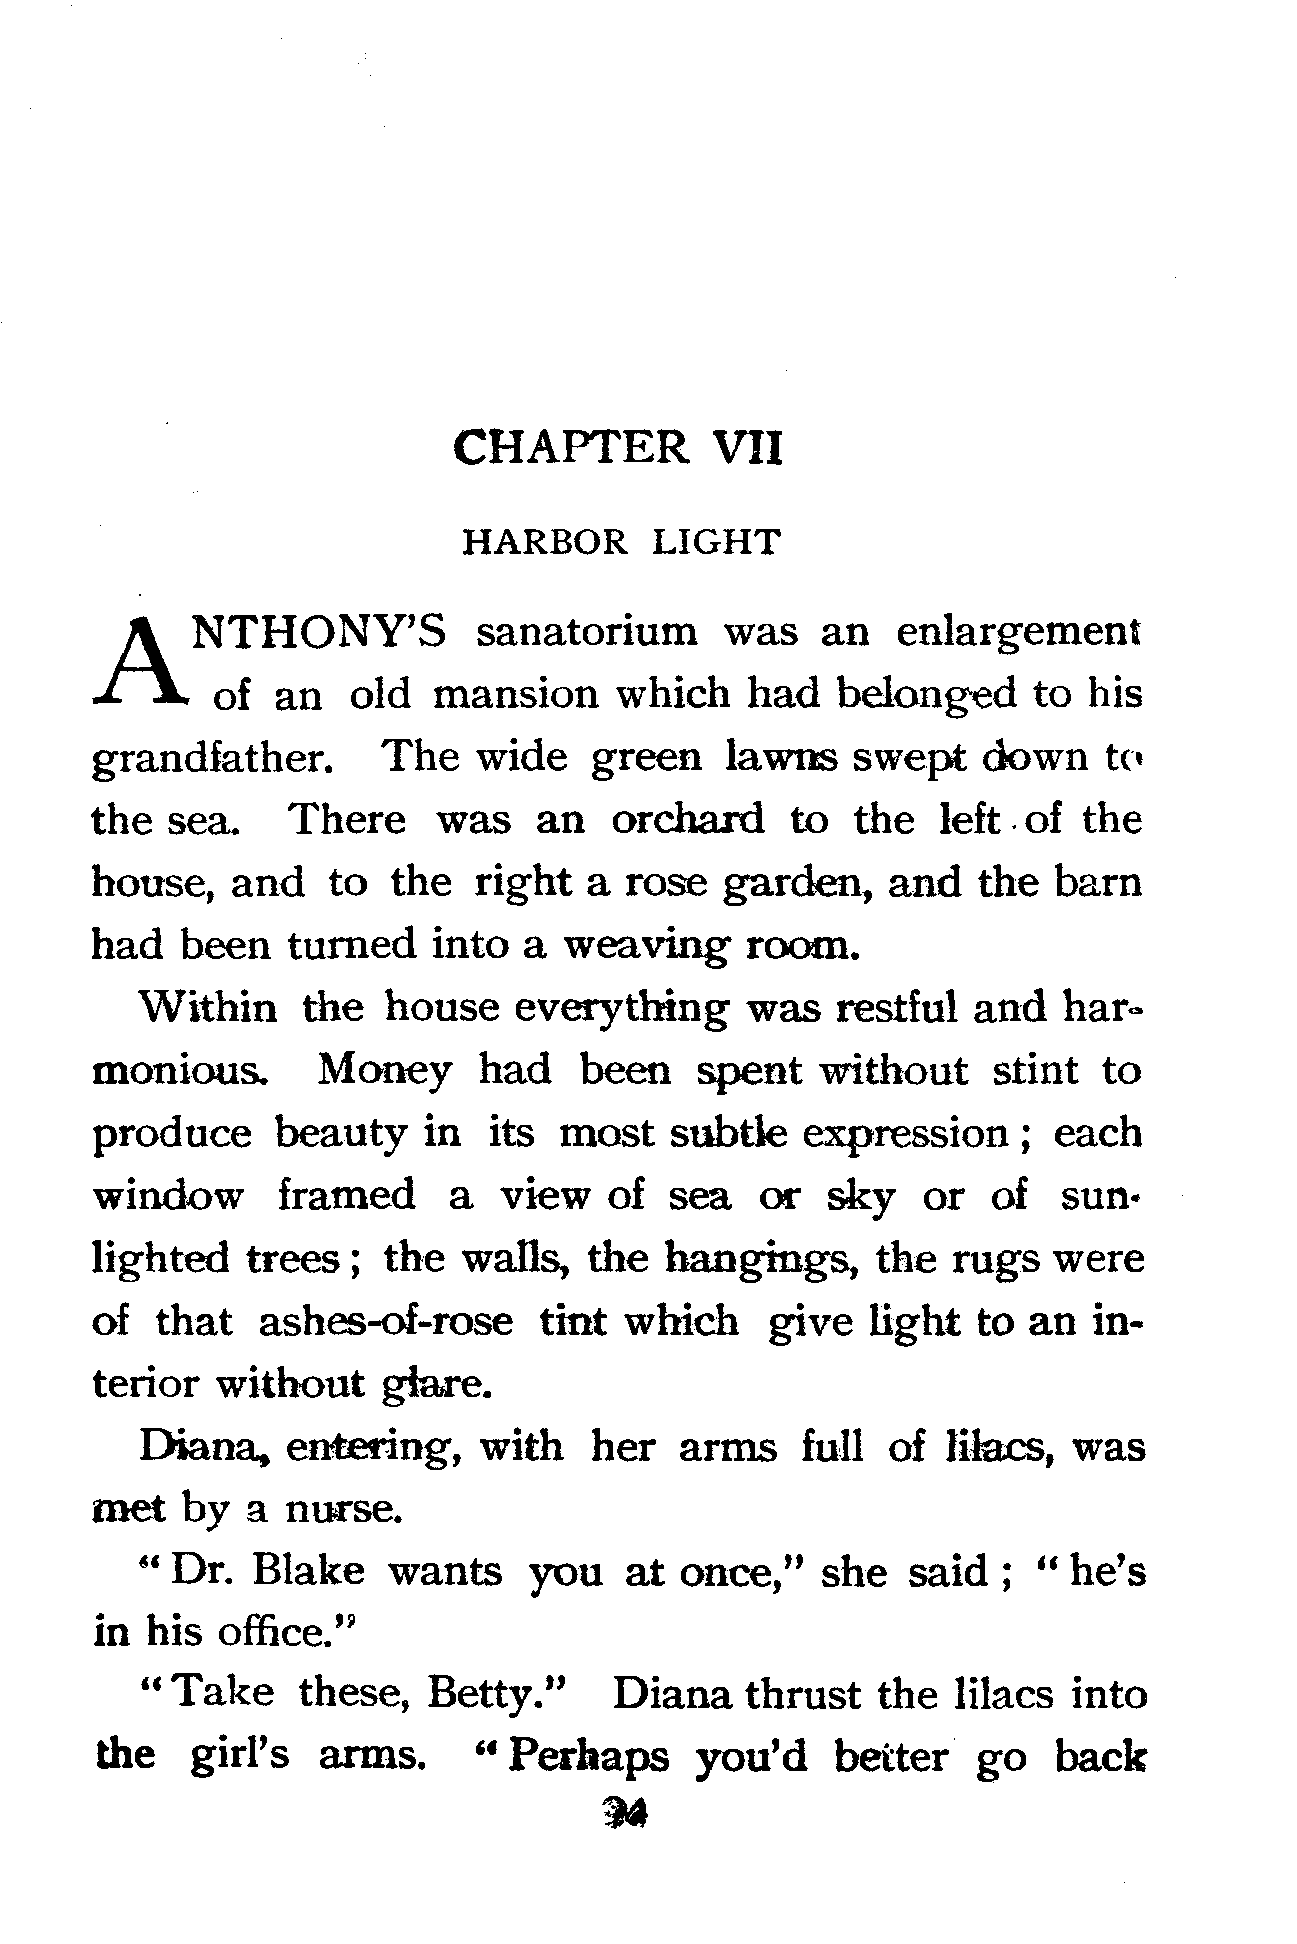 CHAPTER VII
HARBOR LIGHT
ANTHONY'S sanatorium was an enlargement
of an old mansion which had belonged to his
grandfather. The wide green lawns swept down to
the sea. There was an orchard to the left of the
house, and to the right a rose garden, and the barn
had been turned into a weaving room.
Within the house everything was restful and har-
monious. Money had been spent without stint to
produce beauty in its most subtle expression; each
window framed a view of sea or sky or of sun-
lighted trees; the walls, the hangings, the rugs were
of that ashes-of-rose tint which give light to an in-
terior without glare.
Diana, entering, with her arms full of lilacs, was
met by a nurse.
"Dr. Blake wants you at once," she said; "he's
in his office."
"Take these, Betty." Diana thrust the lilacs into
the girl's arms. "Perhaps you'd better go back